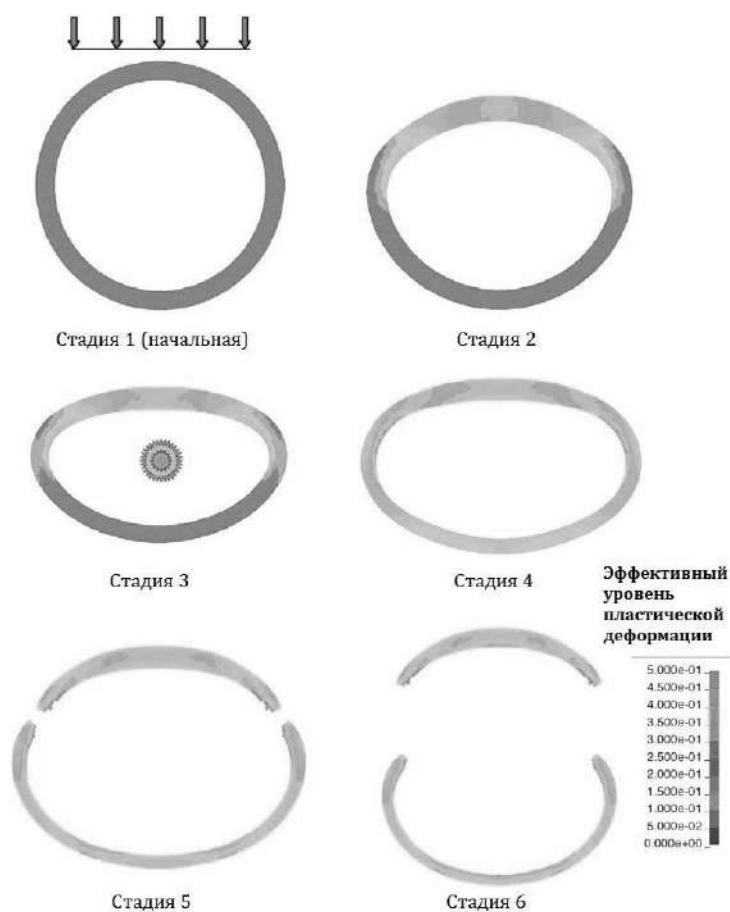 Стадия 1 (начальная)
Стадия 2
Стадия 3
Стадия 4
Эффективный
уровень
пластической
деформации
5.000e-01
4.500e-01
4.000e-01
3.500e-01
3.000e-01
2.500e-01
2.000e-01
1.500e-01
1.000e-01
5.000e-02
0.000e+00
Стадия 5
Стадия 6